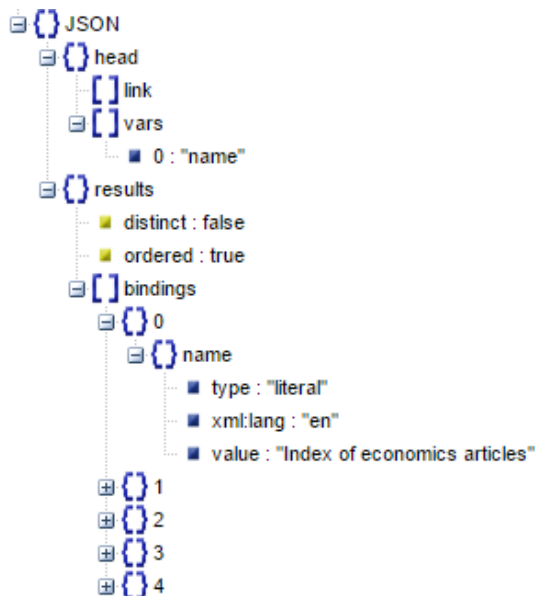 JSON
head
link
vars
0 : "name"
results
distinct : false
ordered : true
bindings
0
name
type : "literal"
xml:lang : "en"
value : "Index of economics articles"
1
2
3
4